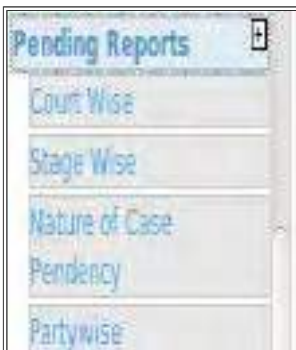 Pending Reports
Court Wise
Stage Wise
Nature of Case
Pendency
Partywise